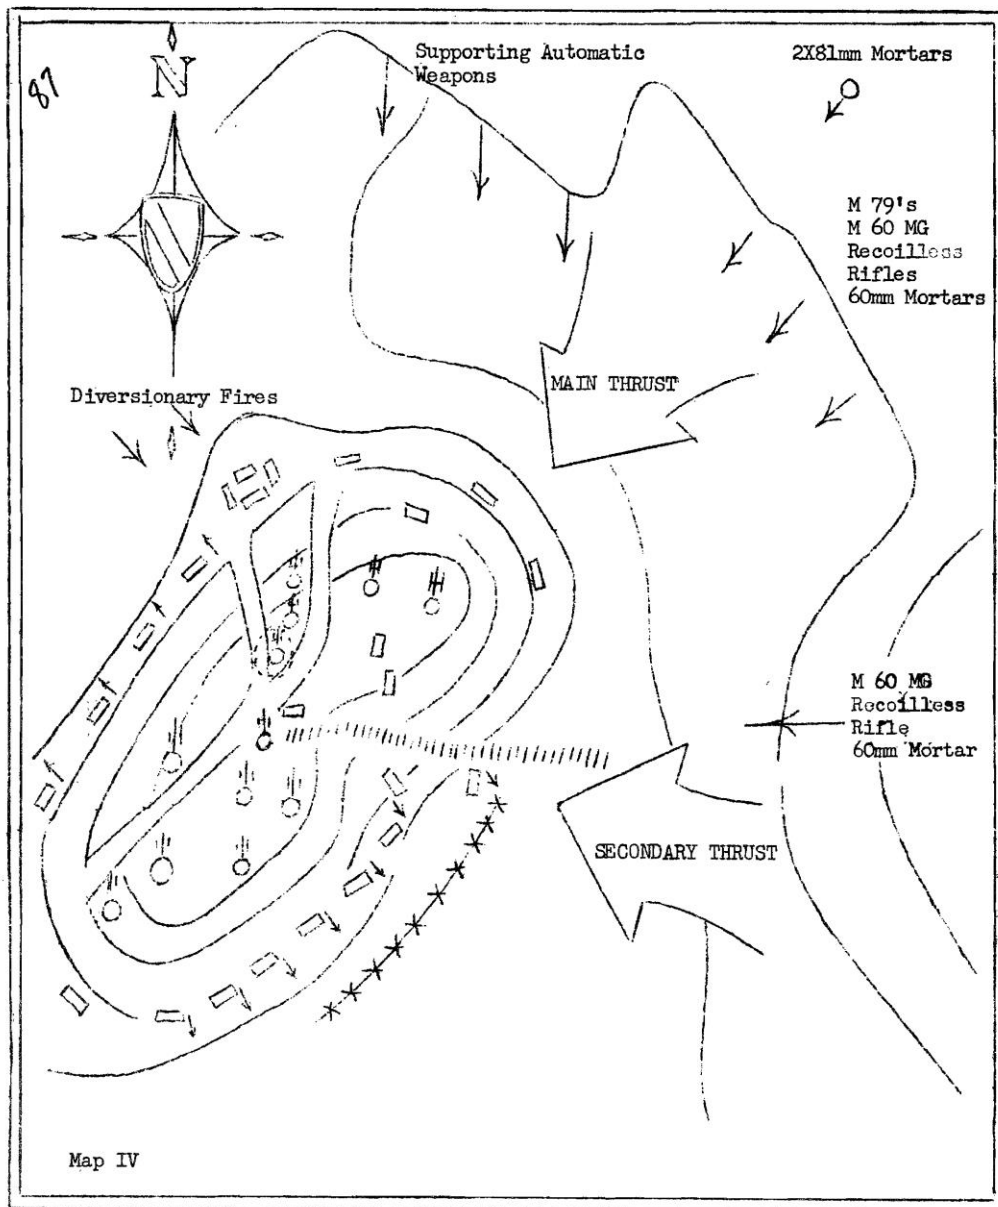 87
N
Supporting Automatic
Weapons
2X81mm Mortars
M 79's
M 60 MG
Recoilless
Rifles
60mm Mortars
MAIN THRUST
Diversionary Fires
M 60 MG
Recoilless
Rifle
60mm Mortar
SECONDARY THRUST
Map IV